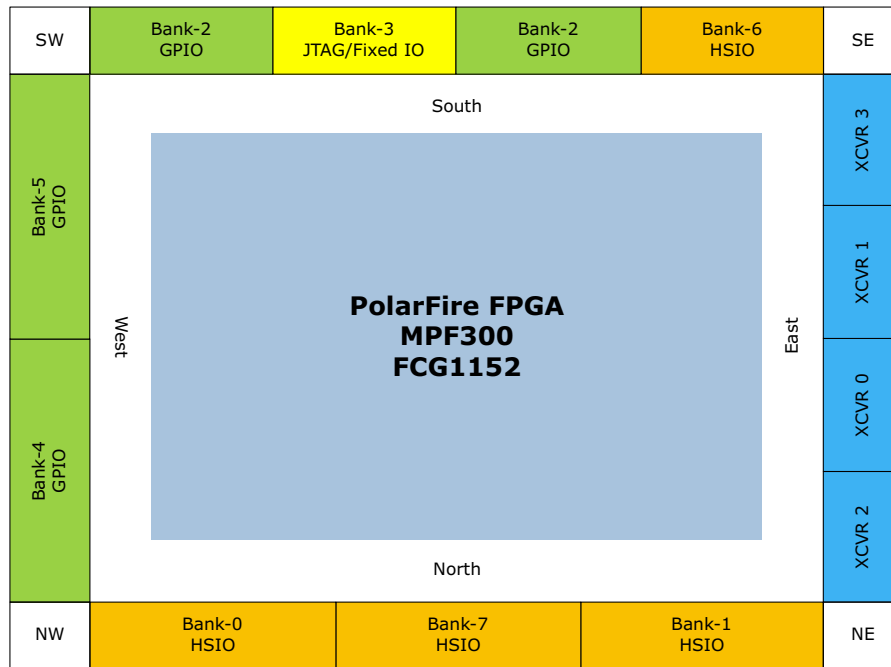 SW
Bank-2
GPIO
Bank-3
JTAG/Fixed IO
Bank-2
GPIO
Bank-6
HSIO
SE
South
Bank-5
GPIO
Bank-4
GPIO
West
PolarFire FPGA
MPF300
FCG1152
East
XCVR 3
XCVR 1
XCVR 0
XCVR 2
North
NW
Bank-0
HSIO
Bank-7
HSIO
Bank-1
HSIO
NE